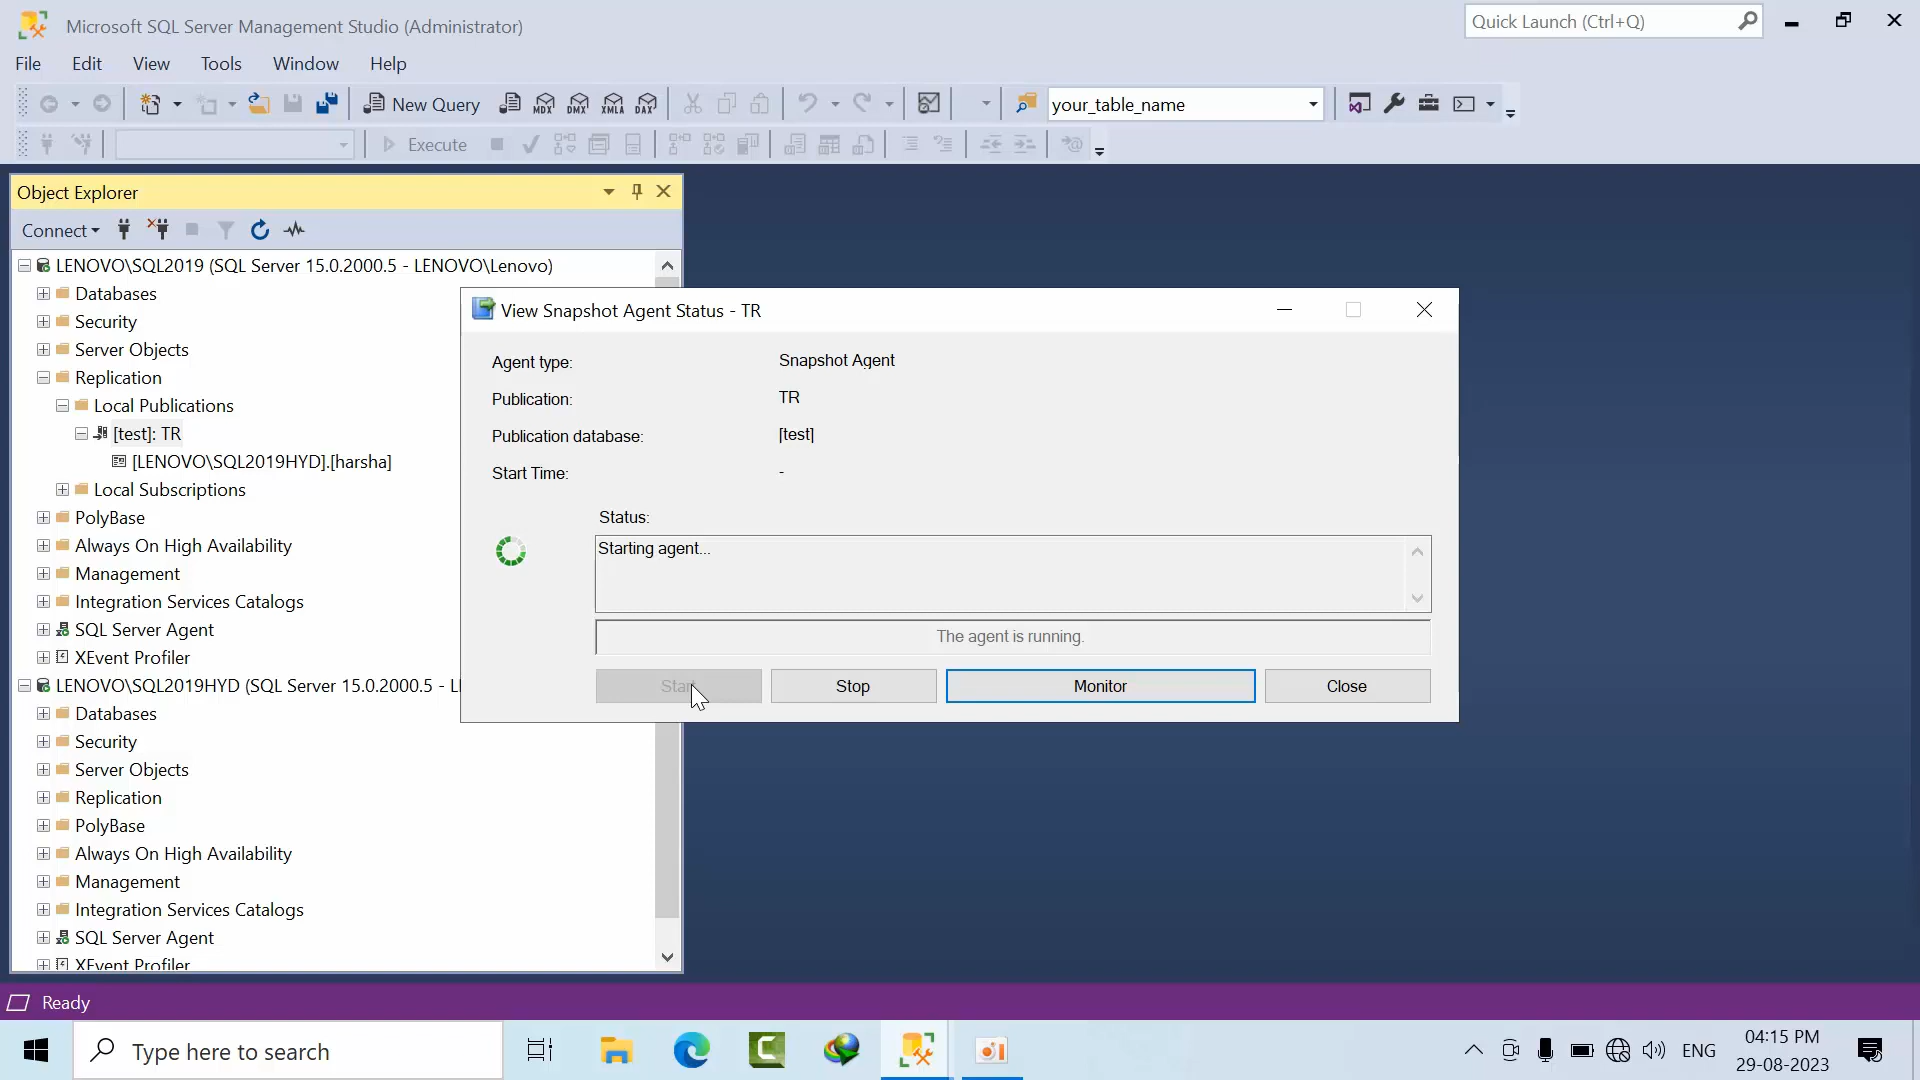 Microsoft SQL Server Management Studio (Administrator)
Quick Launch (Ctrl+Q)
File Edit View Tools Window Help
New Query MDX DMX XMLA DAX your_table_name
Execute
Object Explorer
Connect
LENOVO\SQL2019 (SQL Server 15.0.2000.5 - LENOVO\Lenovo)
Databases
Security
Server Objects
Replication
Local Publications
[test]: TR
[LENOVO\SQL2019HYD].[harsha]
Local Subscriptions
PolyBase
Always On High Availability
Management
Integration Services Catalogs
SQL Server Agent
XEvent Profiler
LENOVO\SQL2019HYD (SQL Server 15.0.2000.5 - L
Databases
Security
Server Objects
Replication
PolyBase
Always On High Availability
Management
Integration Services Catalogs
SQL Server Agent
XEvent Profiler
View Snapshot Agent Status - TR
Agent type: Snapshot Agent
Publication: TR
Publication database: [test]
Start Time: -
Status:
Starting agent...
The agent is running.
Start Stop Monitor Close
Ready
Type here to search
ENG
04:15 PM
29-08-2023